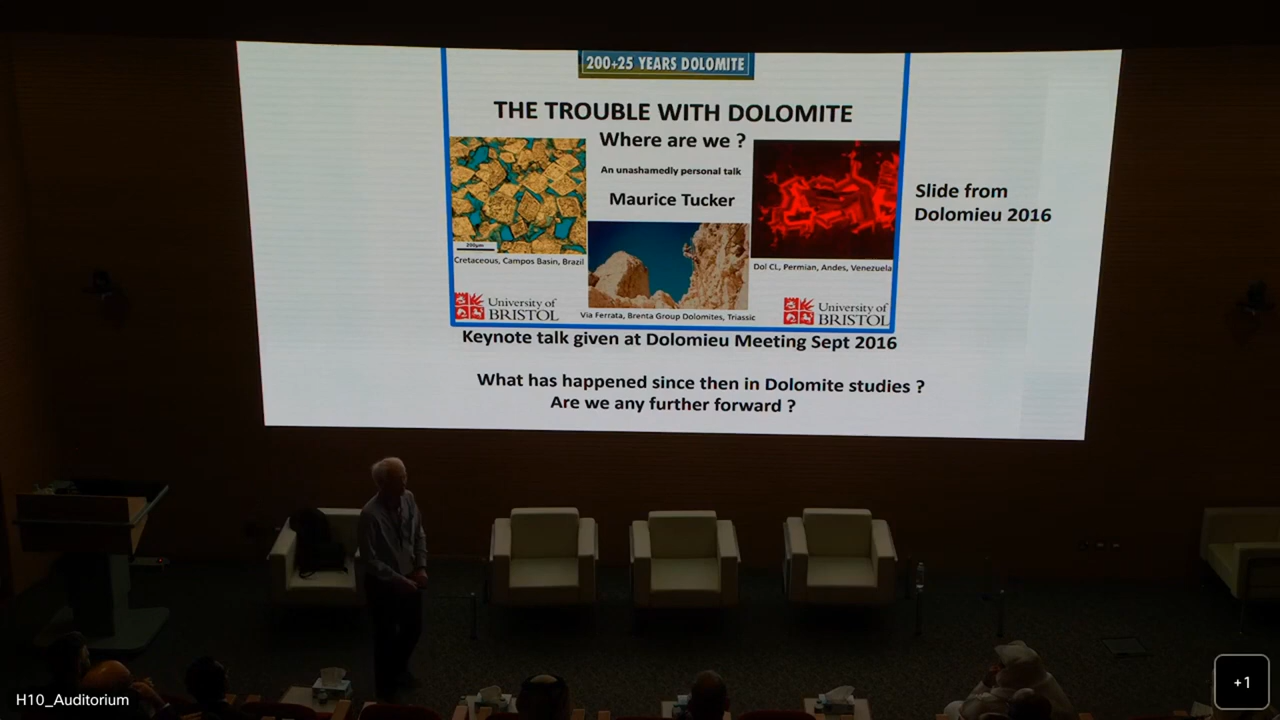 200+25 YEARS DOLOMITE
THE TROUBLE WITH DOLOMITE
Where are we ?
An unashamedly personal talk
Maurice Tucker
200µm
Cretaceous, Campos Basin, Brazil
Dol CL, Permian, Andes, Venezuela
University of
BRISTOL
Via Ferrata, Brenta Group Dolomites, Triassic
University of
BRISTOL
Slide from
Dolomieu 2016
Keynote talk given at Dolomieu Meeting Sept 2016
What has happened since then in Dolomite studies ?
Are we any further forward ?
H10_Auditorium
+1